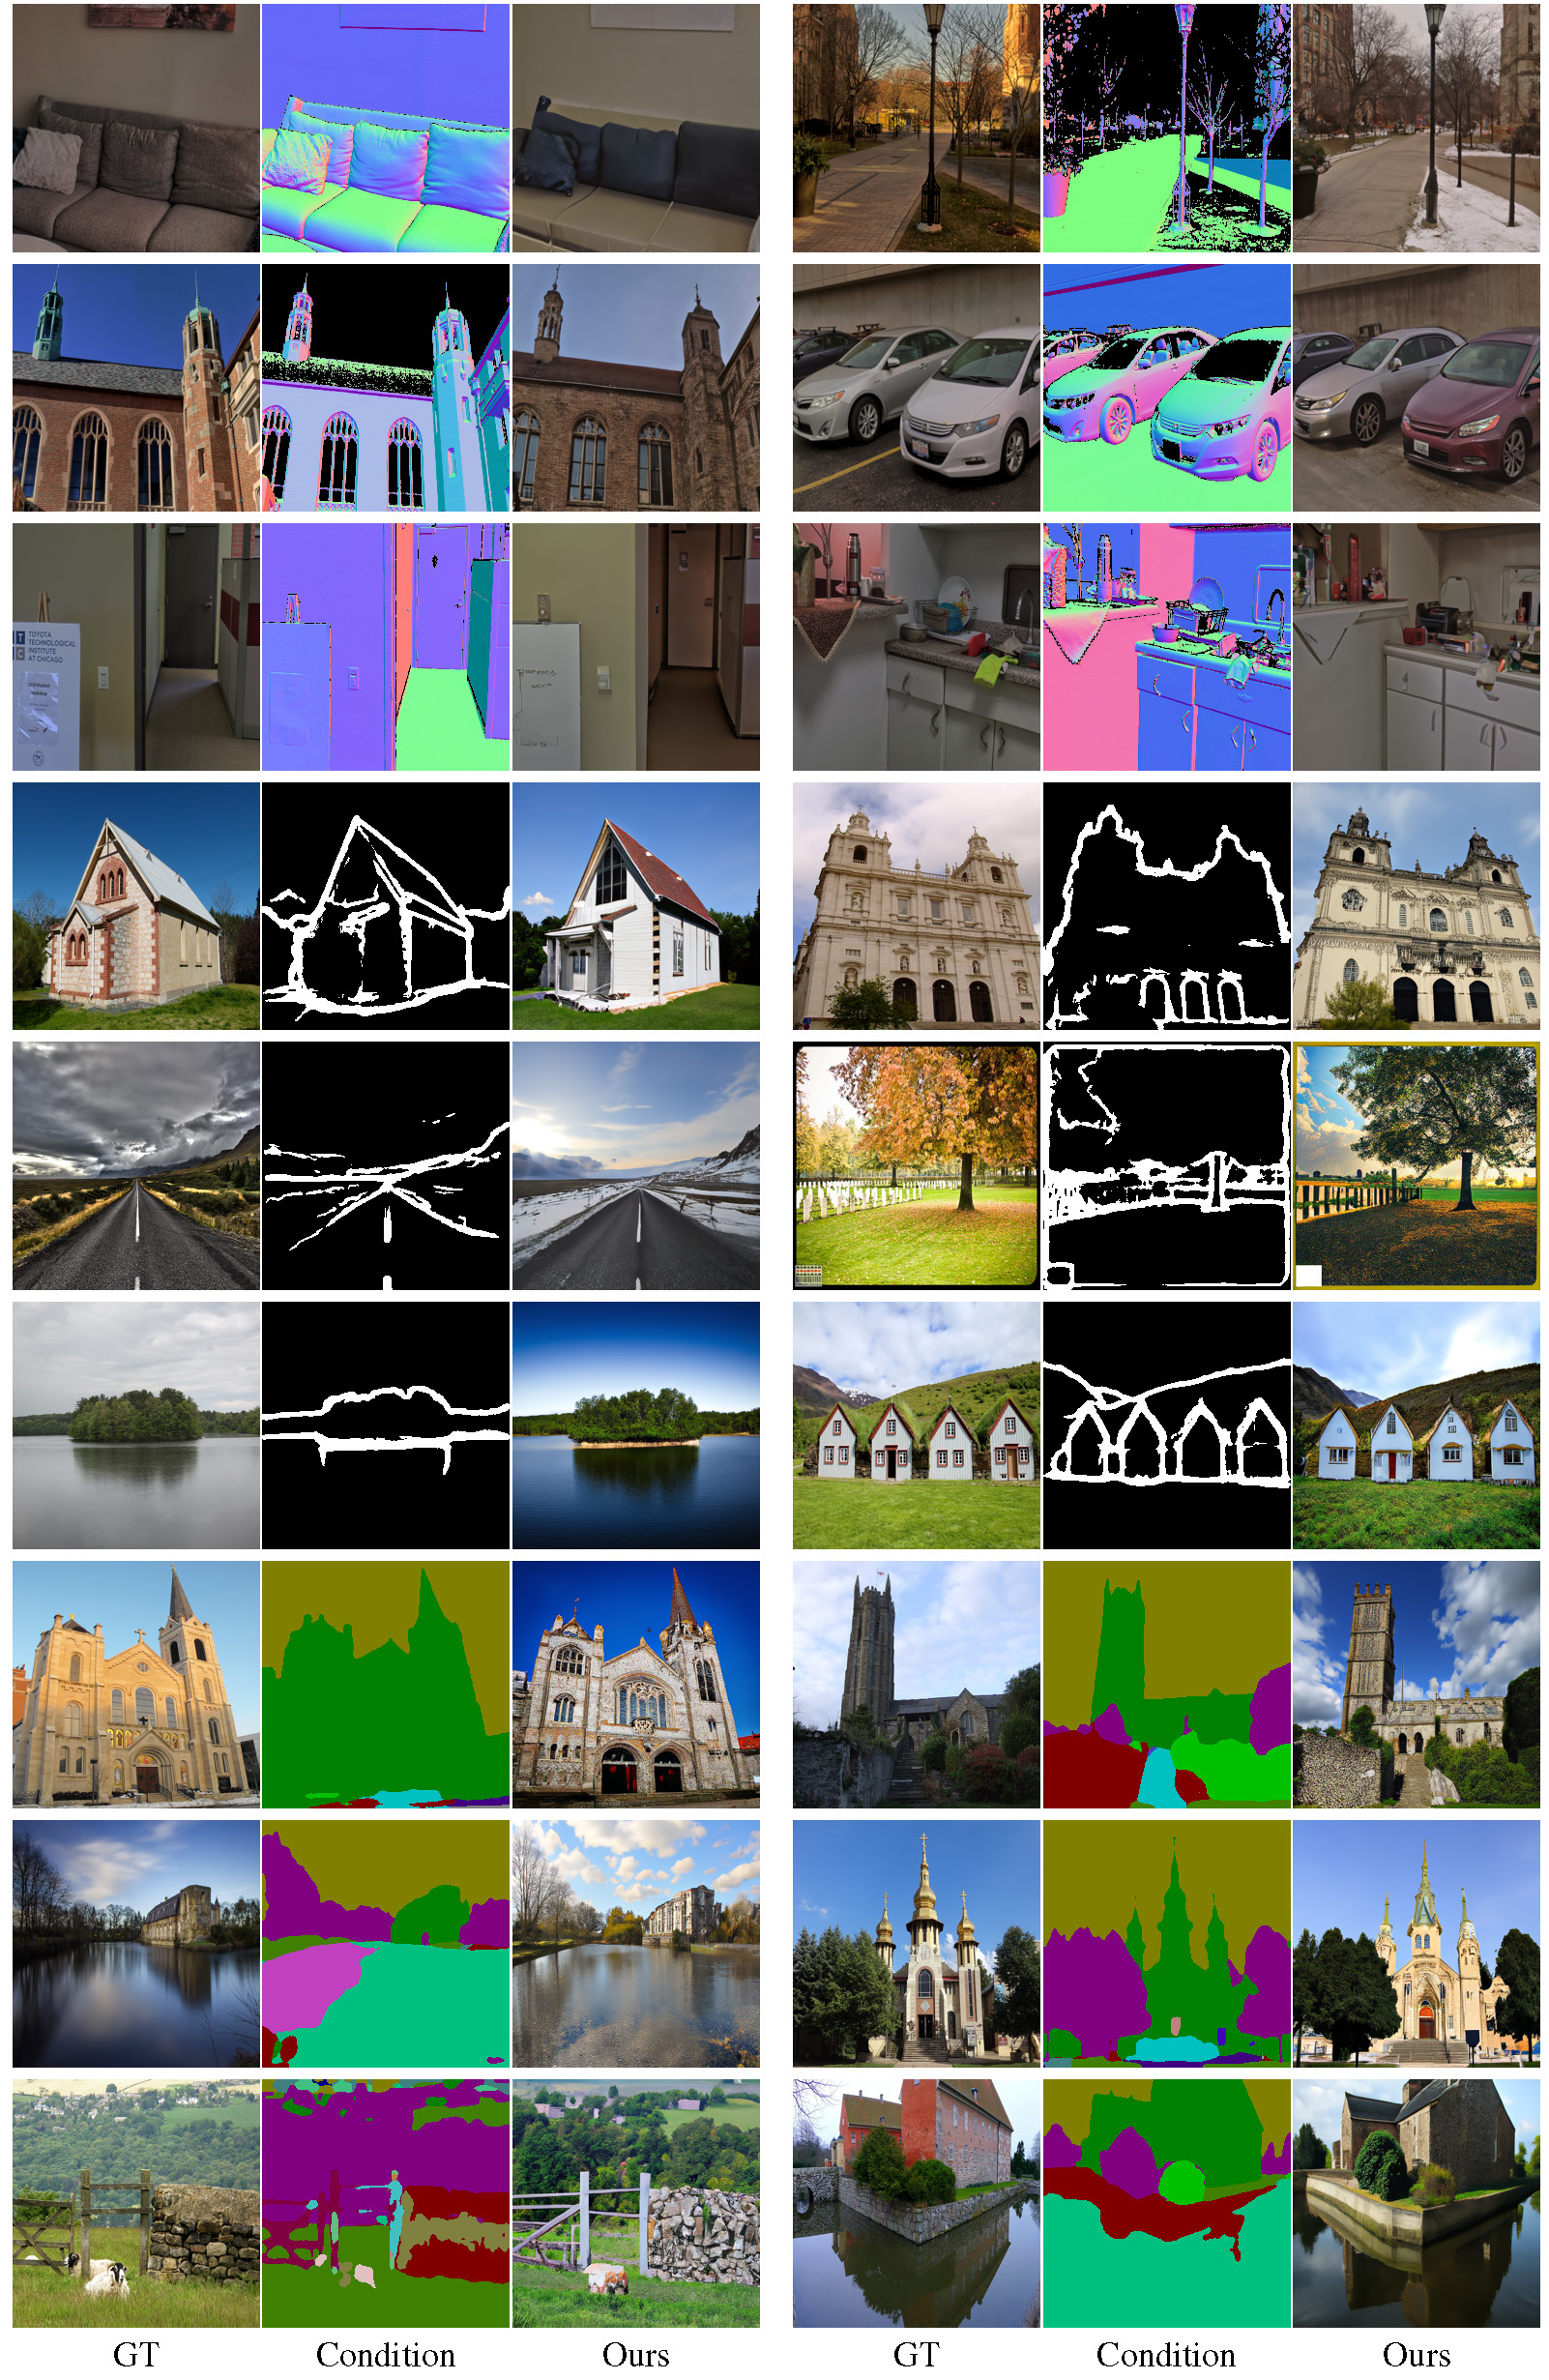 TOYOTA
TECHNOLOGICAL
INSTITUTE
AT CHICAGO
GT Condition Ours GT Condition Ours